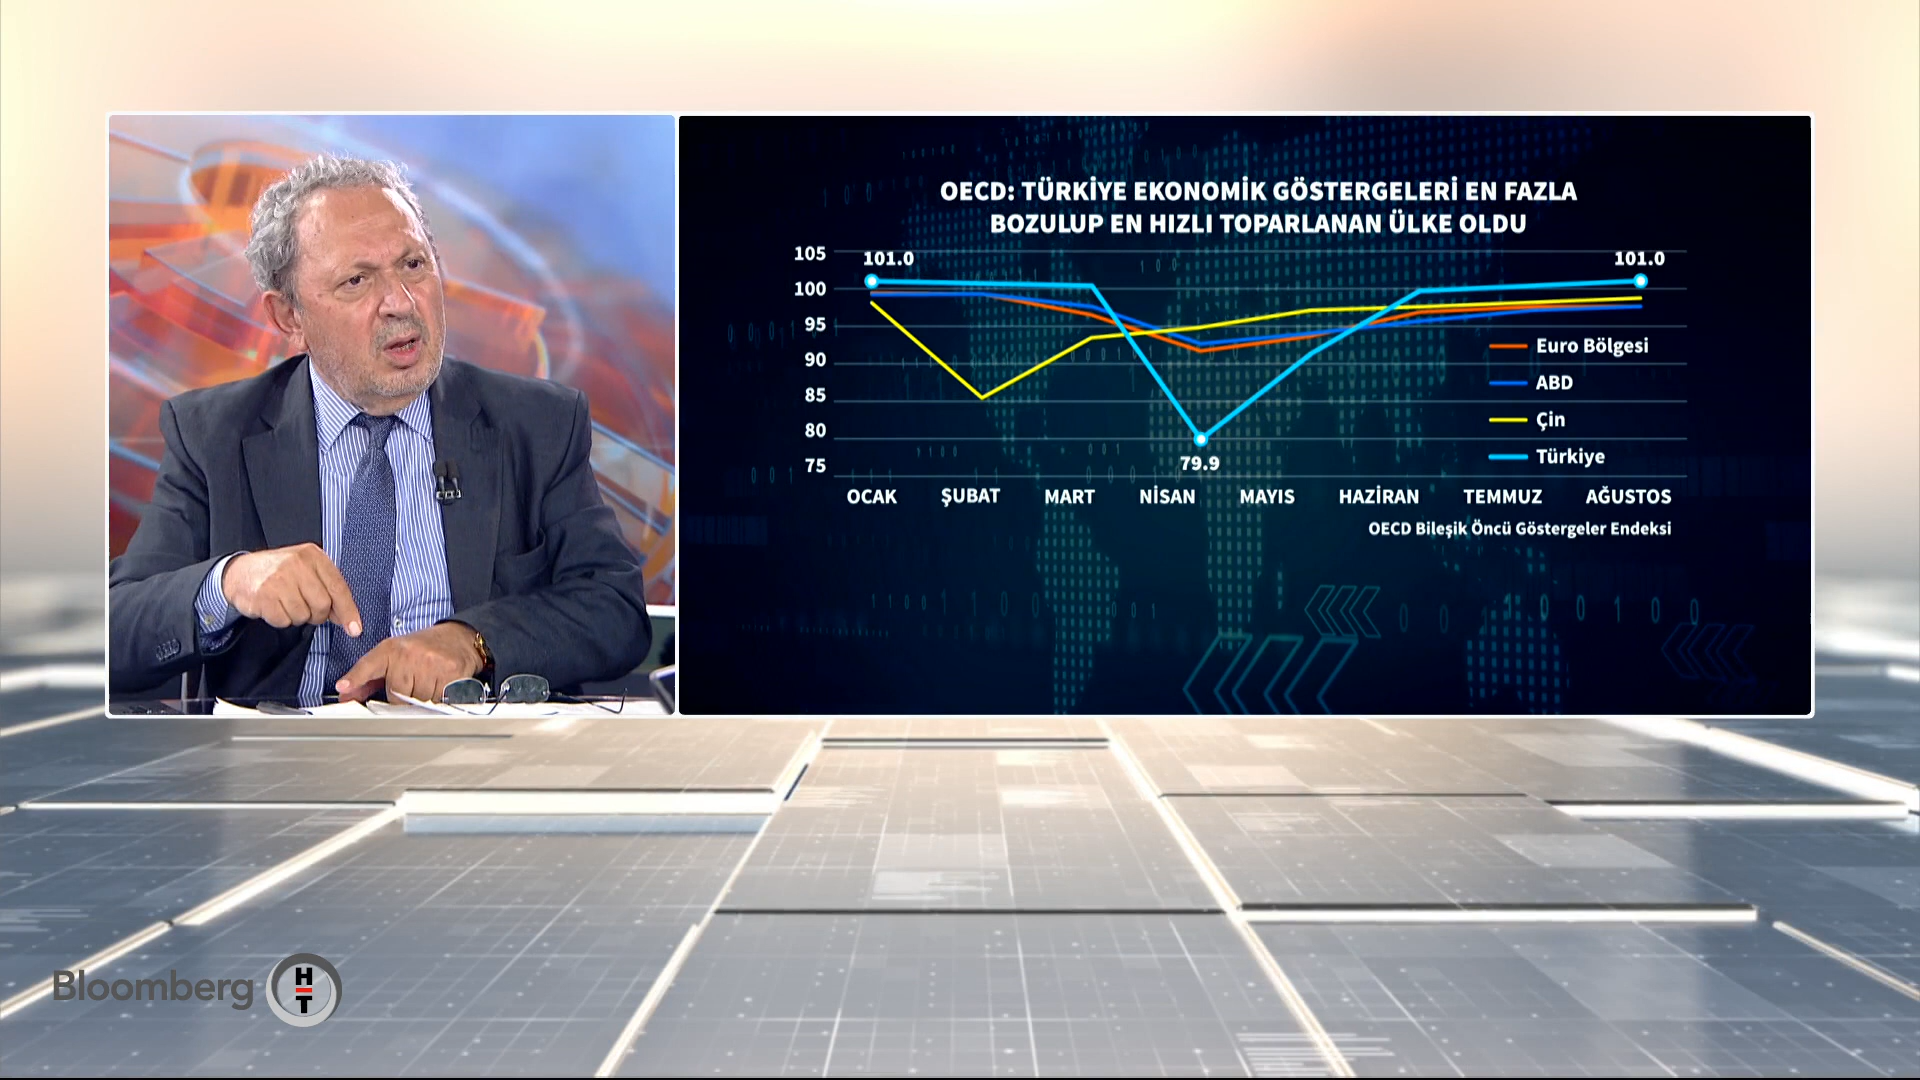 OECD: TÜRKİYE EKONOMİK GÖSTERGELERİ EN FAZLA
BOZULUP EN HIZLI TOPARLANAN ÜLKE OLDU
105
100
95
90
85
80
75
101.0
101.0
79.9
Euro Bölgesi
ABD
Çin
Türkiye
OCAK ŞUBAT MART NİSAN MAYIS HAZİRAN TEMMUZ AĞUSTOS
OECD Bileşik Öncü Göstergeler Endeksi
Bloomberg HT